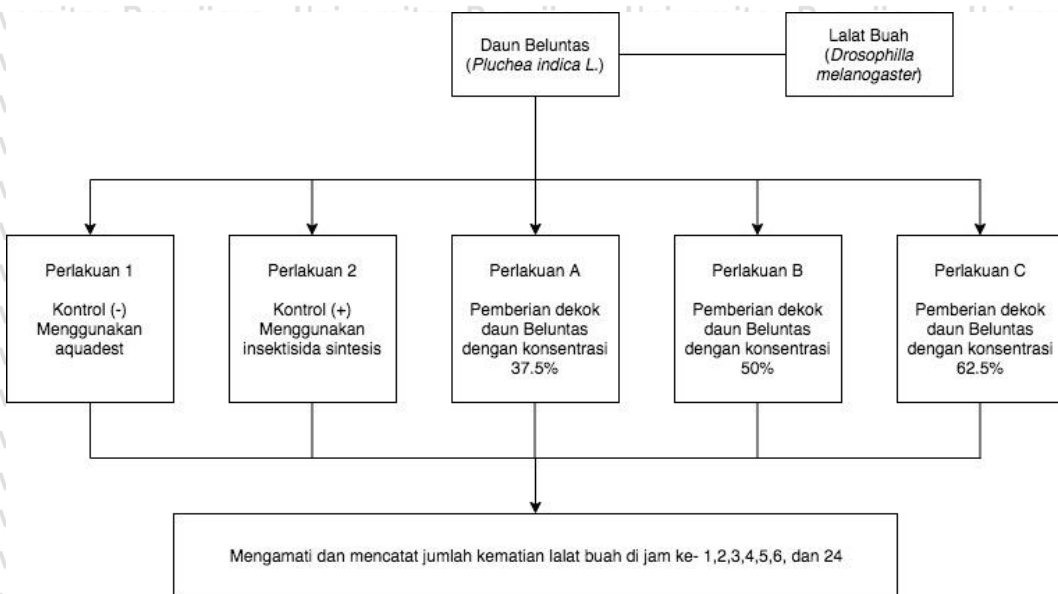 Daun Beluntas
(Pluchea indica L.)
Lalat Buah
(Drosophilla
melanogaster)
Perlakuan 1
Kontrol (-)
Menggunakan
aquadest
Perlakuan 2
Kontrol (+)
Menggunakan
insektisida sintesis
Perlakuan A
Pemberian dekok
daun Beluntas
dengan konsentrasi
37.5%
Perlakuan B
Pemberian dekok
daun Beluntas
dengan konsentrasi
50%
Perlakuan C
Pemberian dekok
daun Beluntas
dengan konsentrasi
62.5%
Mengamati dan mencatat jumlah kematian lalat buah di jam ke- 1,2,3,4,5,6, dan 24